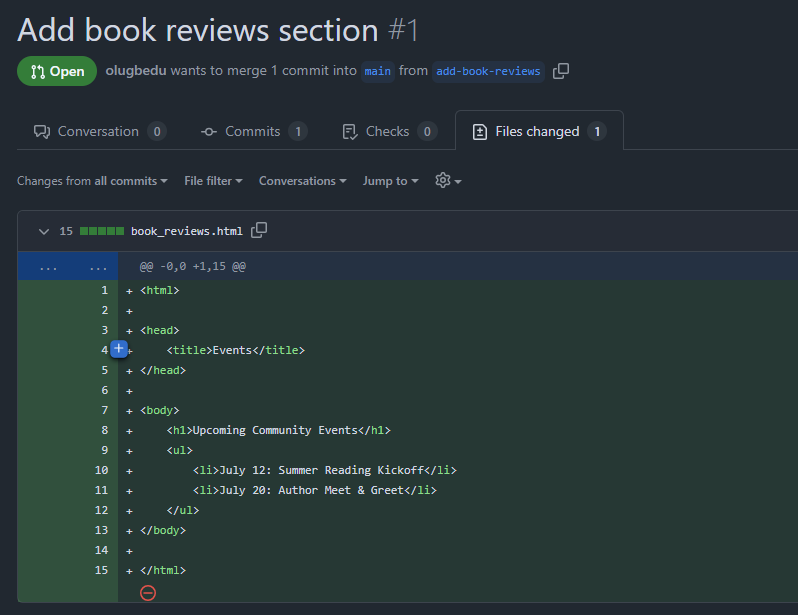 Add book reviews section #1
Open olugbedu wants to merge 1 commit into main from add-book-reviews
Conversation 0 Commits 1 Checks 0 Files changed 1
Changes from all commits File filter Conversations Jump to
15 book_reviews.html
... ... @@ -0,0 +1,15 @@
1 + <html>
2 +
3 + <head>
4 + <title>Events</title>
5 + </head>
6 +
7 + <body>
8 + <h1>Upcoming Community Events</h1>
9 + <ul>
10 + <li>July 12: Summer Reading Kickoff</li>
11 + <li>July 20: Author Meet & Greet</li>
12 + </ul>
13 + </body>
14 +
15 + </html>